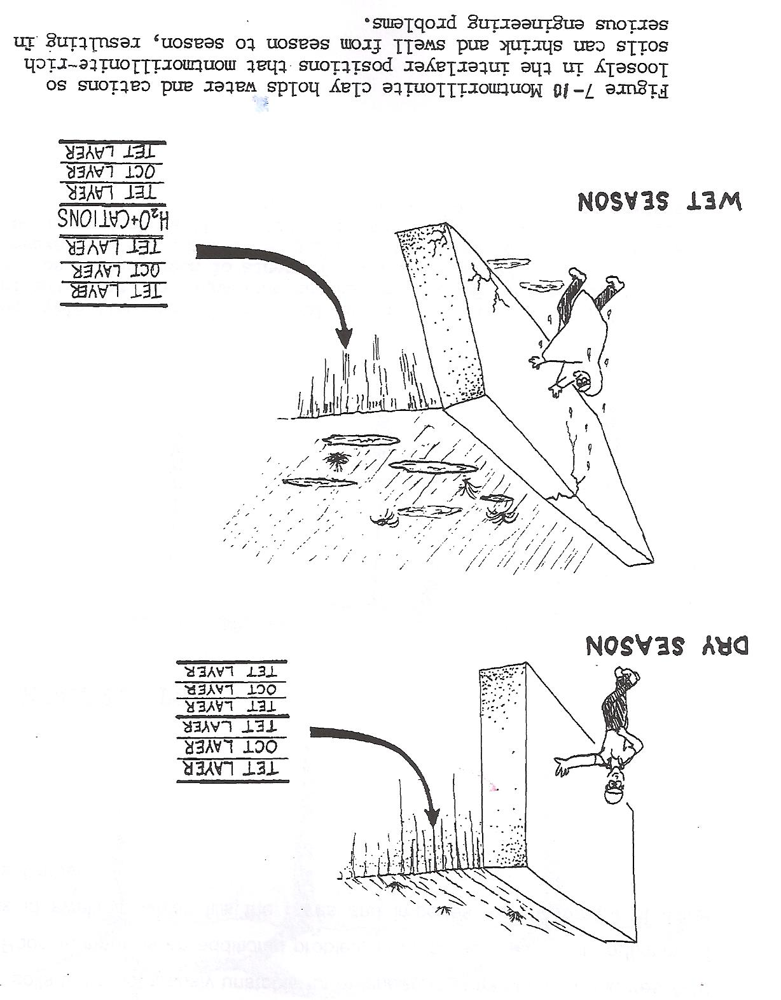 TET LAYER
OCT LAYER
TET LAYER
TET LAYER
OCT LAYER
TET LAYER
DRY SEASON
TET LAYER
OCT LAYER
TET LAYER
H₂O+CATIONS
TET LAYER
OCT LAYER
TET LAYER
WET SEASON
Figure 7-10 Montmorillonite clay holds water and cations so
loosely in the interlayer positions that montmorillonite-rich
soils can shrink and swell from season to season, resulting in
serious engineering problems.